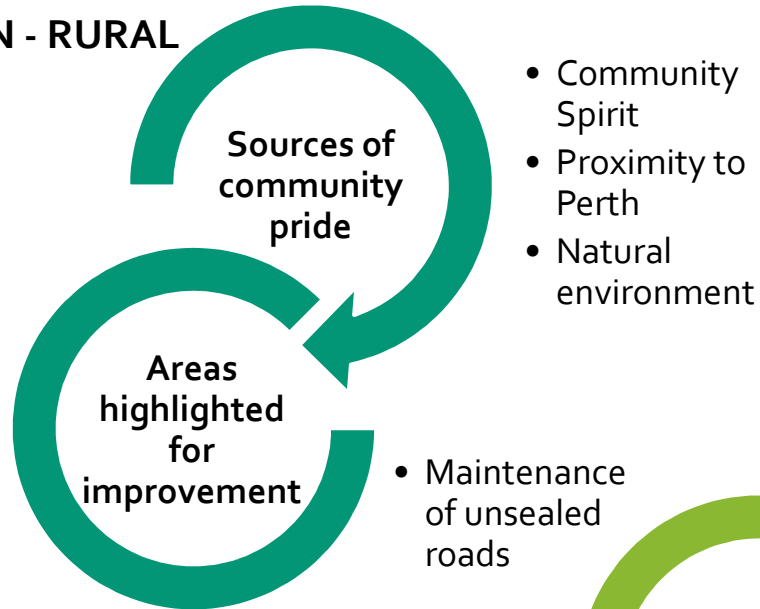 N - RURAL
Sources of
community
pride
• Community
Spirit
• Proximity to
Perth
• Natural
environment
Areas
highlighted
for
improvement
• Maintenance
of unsealed
roads